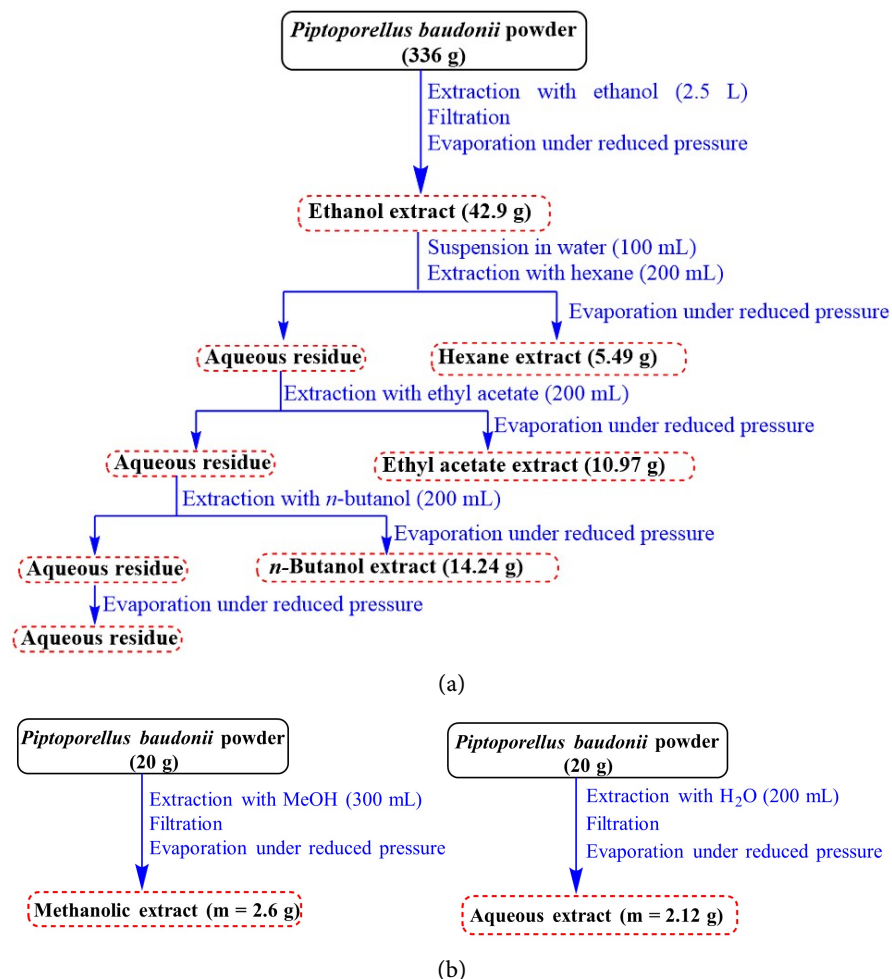 Piptoporellus baudonii powder
(336 g)
Extraction with ethanol (2.5 L)
Filtration
Evaporation under reduced pressure
Ethanol extract (42.9 g)
Suspension in water (100 mL)
Extraction with hexane (200 mL)
Evaporation under reduced pressure
Aqueous residue
Hexane extract (5.49 g)
Extraction with ethyl acetate (200 mL)
Evaporation under reduced pressure
Aqueous residue
Ethyl acetate extract (10.97 g)
Extraction with n-butanol (200 mL)
Evaporation under reduced pressure
Aqueous residue
n-Butanol extract (14.24 g)
Evaporation under reduced pressure
Aqueous residue
(a)
Piptoporellus baudonii powder
(20 g)
Extraction with MeOH (300 mL)
Filtration
Evaporation under reduced pressure
Methanolic extract (m = 2.6 g)
Piptoporellus baudonii powder
(20 g)
Extraction with H₂O (200 mL)
Filtration
Evaporation under reduced pressure
Aqueous extract (m = 2.12 g)
(b)